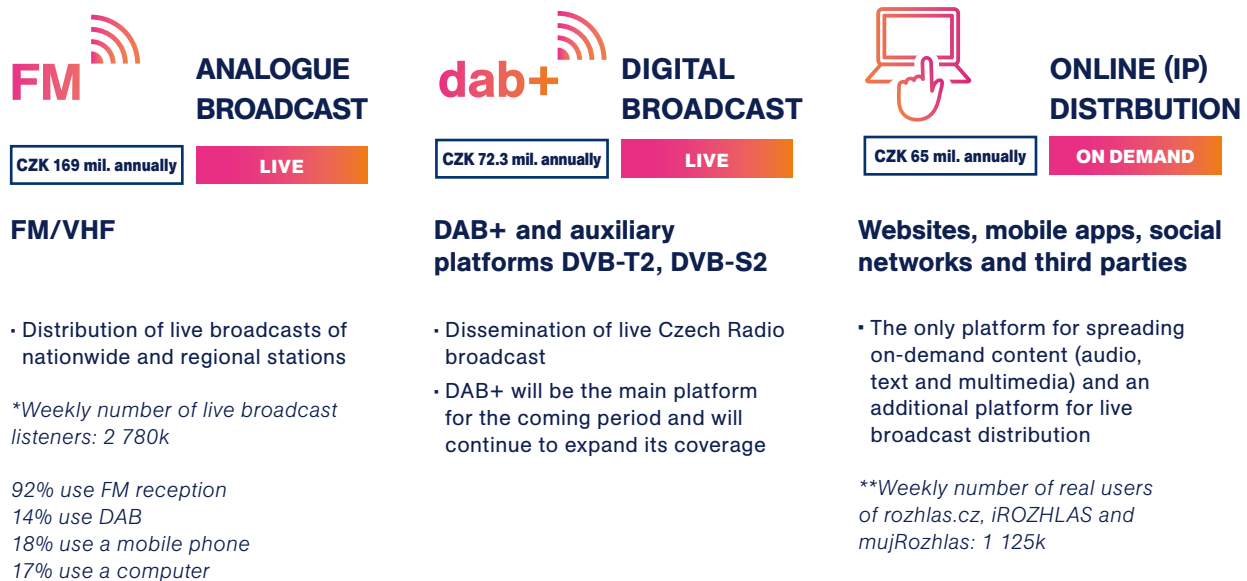 FM
ANALOGUE
BROADCAST
CZK 169 mil. annually
LIVE
FM/VHF
· Distribution of live broadcasts of
nationwide and regional stations
*Weekly number of live broadcast
listeners: 2 780k
92% use FM reception
14% use DAB
18% use a mobile phone
17% use a computer
dab+
DIGITAL
BROADCAST
CZK 72.3 mil. annually
LIVE
DAB+ and auxiliary
platforms DVB-T2, DVB-S2
· Dissemination of live Czech Radio
broadcast
· DAB+ will be the main platform
for the coming period and will
continue to expand its coverage
ONLINE (IP)
DISTRBUTION
CZK 65 mil. annually
ON DEMAND
Websites, mobile apps, social
networks and third parties
· The only platform for spreading
on-demand content (audio,
text and multimedia) and an
additional platform for live
broadcast distribution
**Weekly number of real users
of rozhlas.cz, iROZHLAS and
mujRozhlas: 1 125k